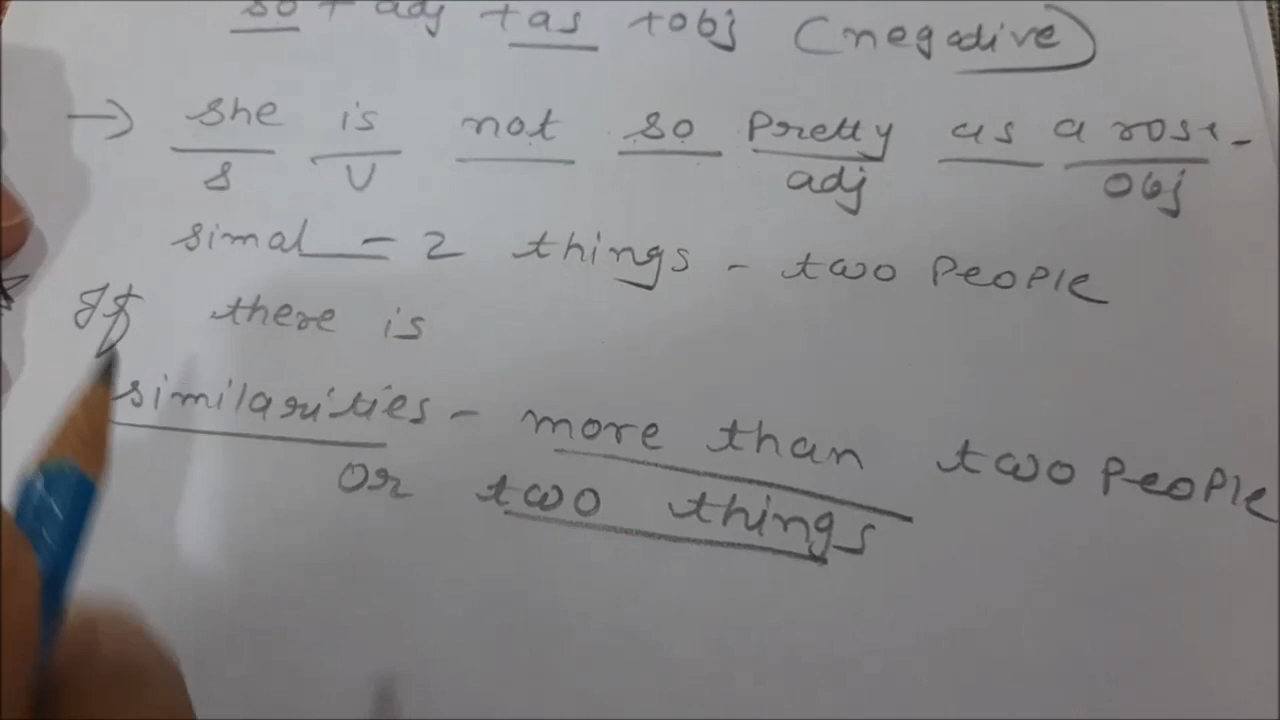 so + adj + as + obj (negative)
→ she is not so pretty as a rose.
S V adj obj
simal = 2 things - two people
If there is
similarities - more than two people
or two things